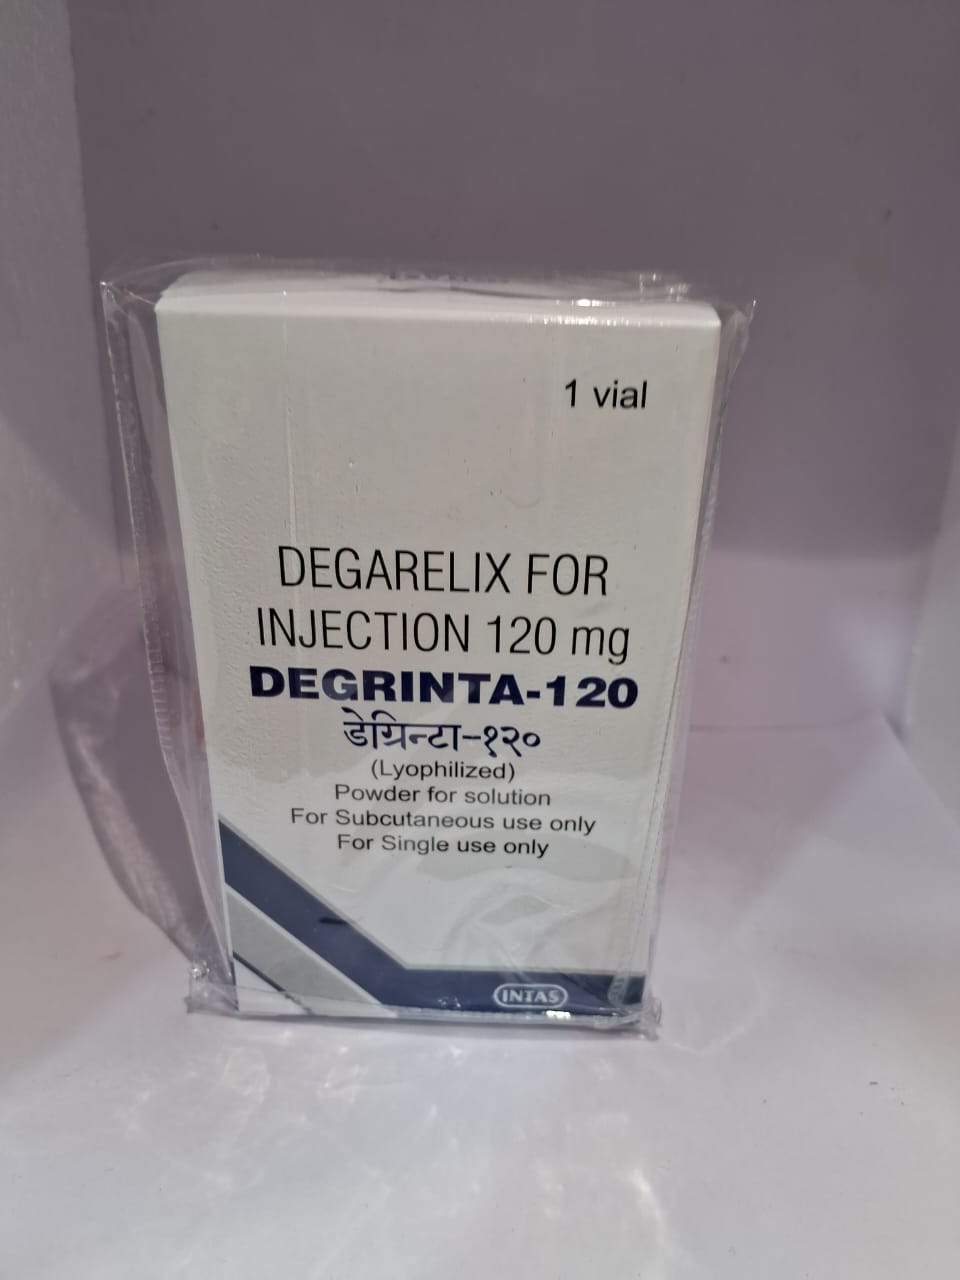 1 vial
DEGARELIX FOR
INJECTION 120 mg
DEGRINTA-120
डेग्रिन्टा-१२०
(Lyophilized)
Powder for solution
For Subcutaneous use only
For Single use only
INTAS